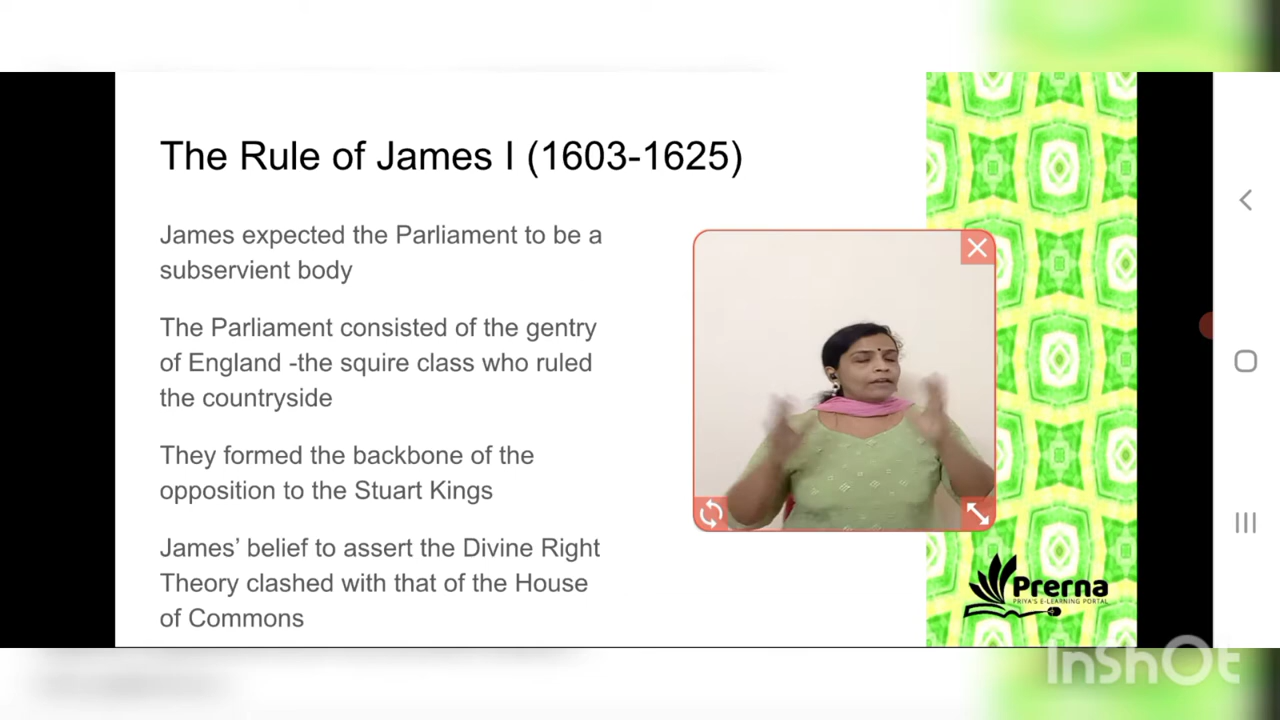 The Rule of James I (1603-1625)
James expected the Parliament to be a
subservient body
The Parliament consisted of the gentry
of England -the squire class who ruled
the countryside
They formed the backbone of the
opposition to the Stuart Kings
James’ belief to assert the Divine Right
Theory clashed with that of the House
of Commons
Prerna
PRIYA'S E-LEARNING PORTAL
InShOt